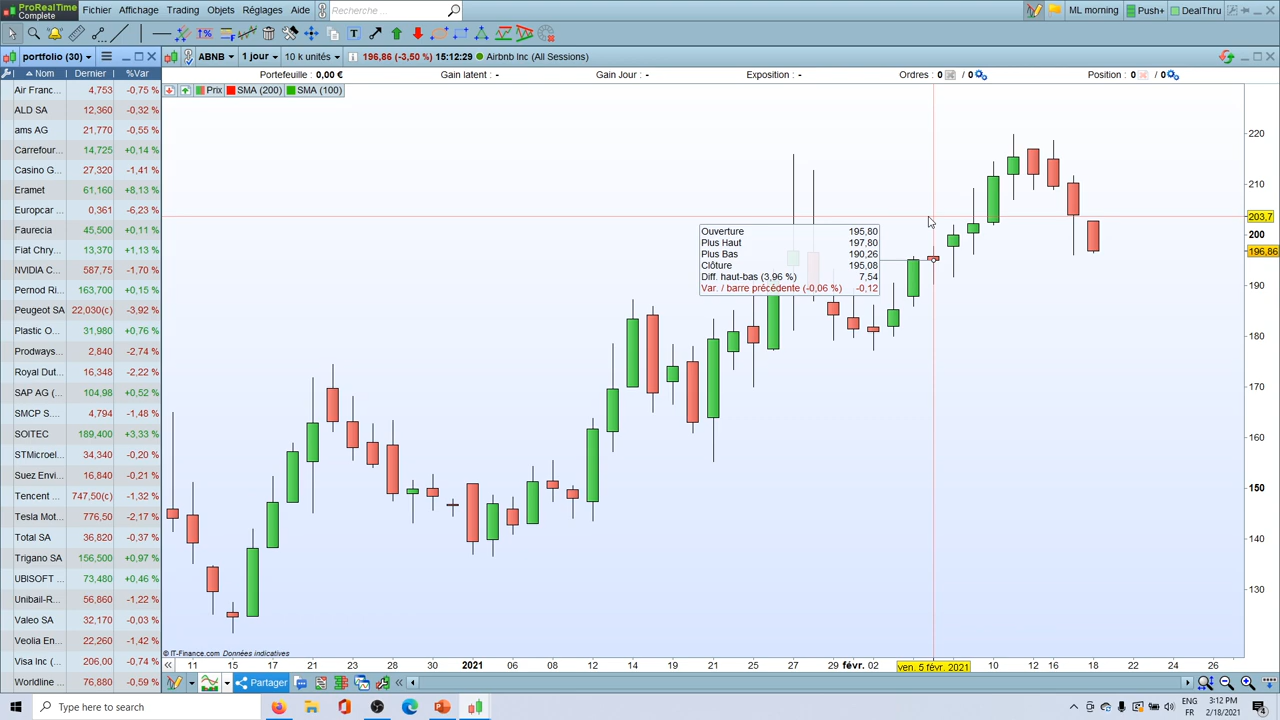 ProRealTime
Complete
Fichier Affichage Trading Objets Réglages Aide Recherche ... ML morning Push+ DealThru
portfolio (30) ABNB 1 jour 10 k unités 196,86 (-3,50 %) 15:12:29 Airbnb Inc (All Sessions)
Nom Dernier %Var Portefeuille : 0,00 € Gain latent : - Gain Jour : - Exposition : - Ordres : 0 / 0 Position : 0 / 0
Prix SMA (200) SMA (100)
Air Franc... 4,753 -0,75 %
ALD SA 12,360 -0,32 %
ams AG 21,770 -0,55 %
Carrefour... 14,725 +0,14 %
Casino G... 27,320 -1,41 %
Eramet 61,160 +8,13 %
Europcar ... 0,361 -6,23 %
Faurecia 45,500 +0,11 %
Fiat Chry... 13,370 +1,13 %
NVIDIA C... 587,75 -1,70 %
Pernod Ri... 163,700 +0,15 %
Peugeot SA 22,030(c) -3,92 %
Plastic O... 31,980 +0,76 %
Prodways... 2,840 -2,74 %
Royal Dut... 16,348 -2,22 %
SAP AG (... 104,98 +0,52 %
SMCP S.... 4,794 -1,48 %
SOITEC 189,400 +3,33 %
STMicroel... 34,340 -0,20 %
Suez Envi... 16,840 -0,21 %
Tencent ... 747,50(c) -1,32 %
Tesla Mot... 776,50 -2,17 %
Total SA 36,820 -0,37 %
Trigano SA 156,500 +0,97 %
UBISOFT ... 73,480 +0,46 %
Unibail-R... 56,860 -1,22 %
Valeo SA 32,170 -0,03 %
Veolia En... 22,260 -1,42 %
Visa Inc (... 206,00 -0,74 %
Worldline ... 76,880 -0,59 %
Ouverture 195,80
Plus Haut 197,80
Plus Bas 190,26
Clôture 195,08
Diff. haut-bas (3,96 %) 7,54
Var. / barre précédente (-0,06 %) -0,12
220
210
203,7
200
196,86
190
180
170
160
150
140
130
© IT-Finance.com Données indicatives
11 15 17 21 23 28 30 2021 06 08 12 14 19 21 25 27 29 févr. 02 ven. 5 févr. 2021 10 12 16 18 22 24 26
Partager
Type here to search
ENG
FR
3:12 PM
2/18/2021
4